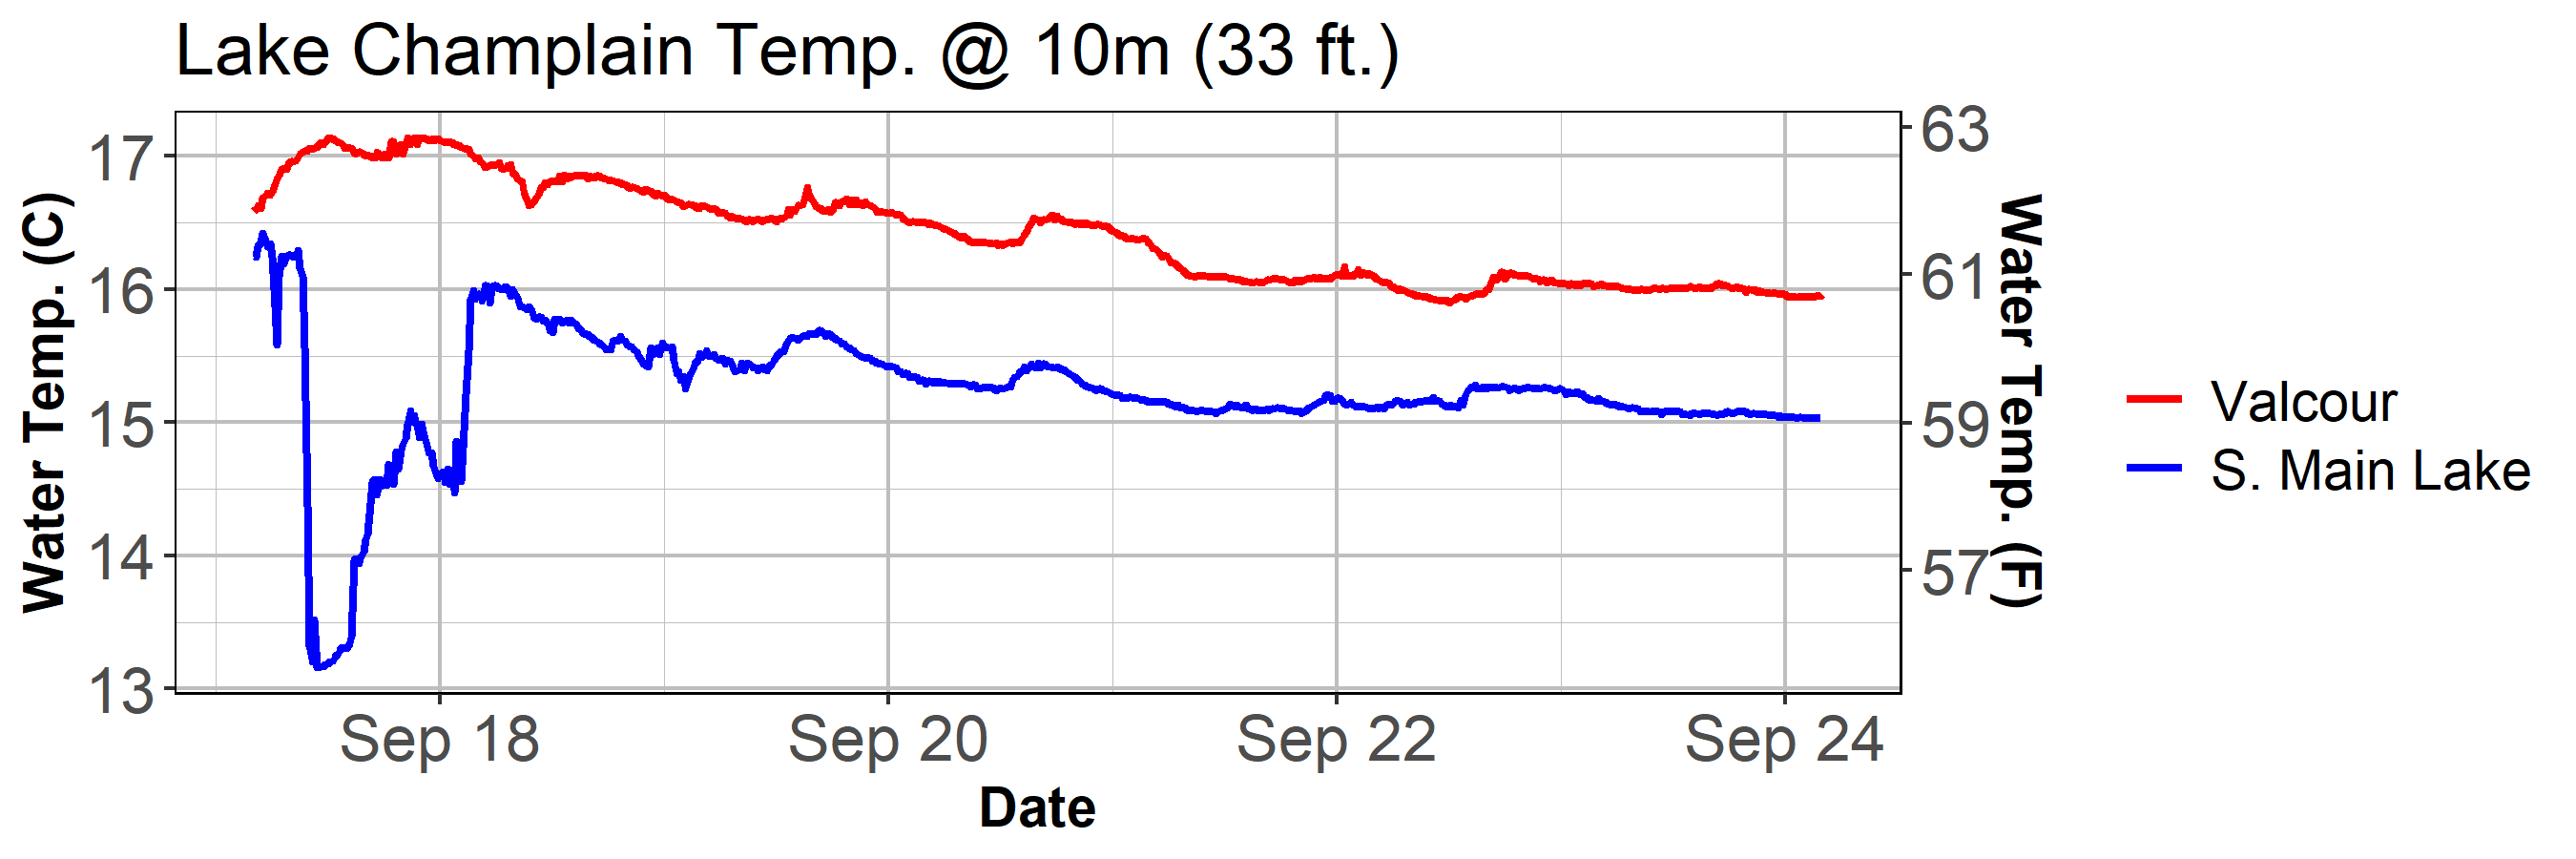 Lake Champlain Temp. @ 10m (33 ft.)
Water Temp. (C)
17
16
15
14
13
63
61
59
57
Water Temp. (F)
Sep 18
Sep 20
Sep 22
Sep 24
Date
Valcour
S. Main Lake